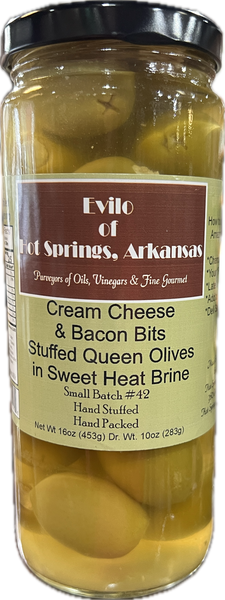 Evilo
of
Hot Springs, Arkansas
Purveyors of Oils, Vinegars & Fine Gourmet
Cream Cheese
& Bacon Bits
Stuffed Queen Olives
in Sweet Heat Brine
Small Batch #42
Hand Stuffed
Hand Packed
Net Wt 16oz (453g) Dr. Wt. 10oz (283g)